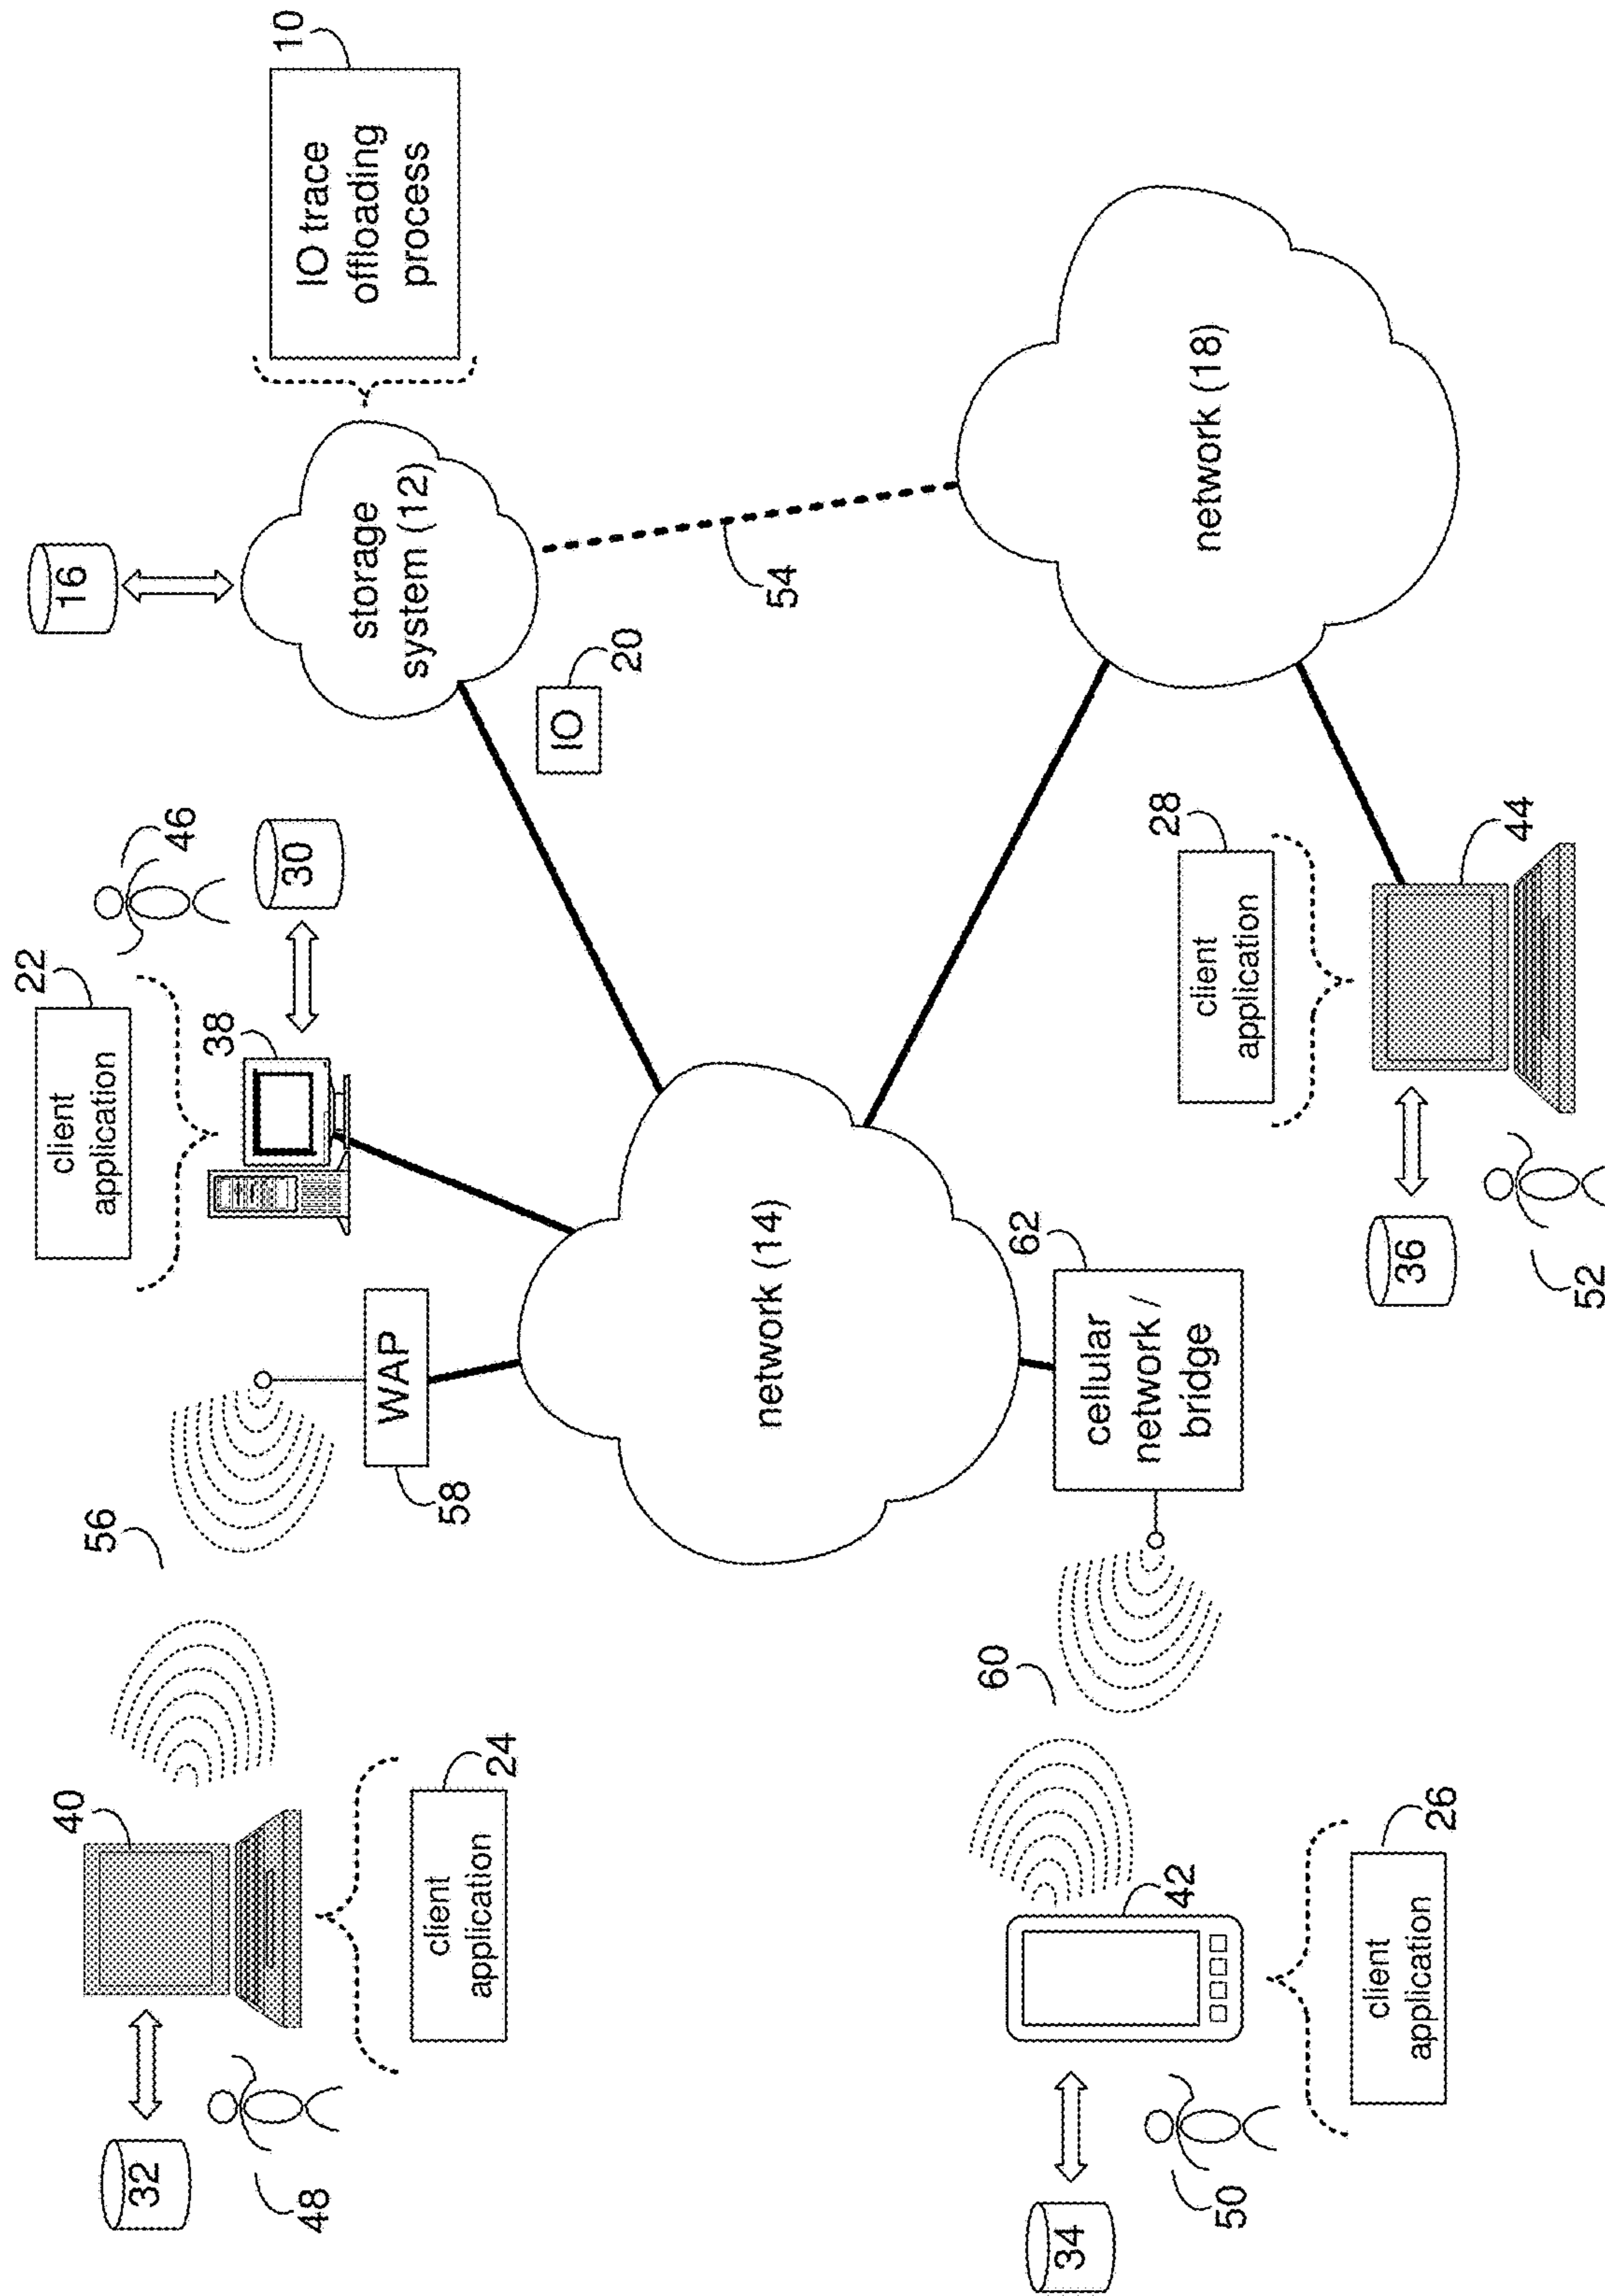 40
56
22
client
application
16
32
46
38
30
10
48
IO trace
offloading
process
storage
system (12)
WAP
58
24
client
application
IO
20
54
network (14)
60
62
cellular
network /
bridge
34
42
28
client
application
network (18)
50
26
client
application
36
44
52